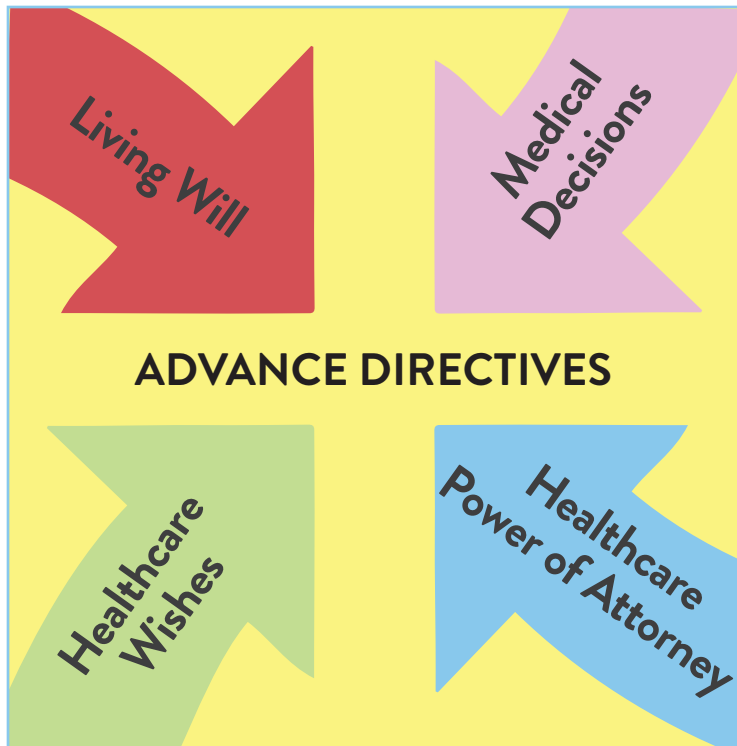 Living Will
Medical
Decisions
ADVANCE DIRECTIVES
Healthcare
Wishes
Healthcare
Power of Attorney